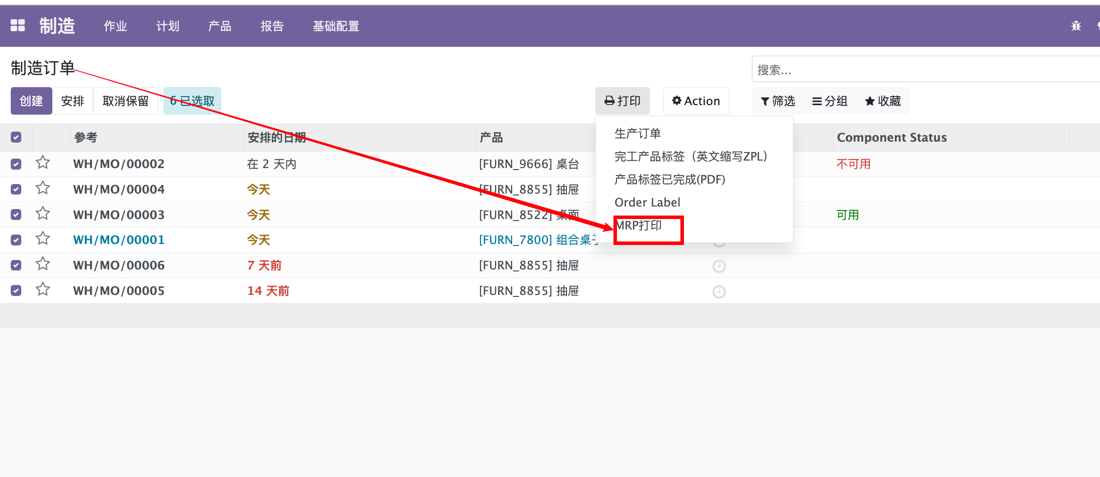 制造 作业 计划 产品 报告 基础配置
制造订单
搜索...
创建 安排 取消保留 6 已选取 打印 Action 筛选 分组 收藏
参考 安排的日期 产品 Component Status
WH/MO/00002 在 2 天内 [FURN_9666] 桌台 不可用
WH/MO/00004 今天 [FURN_8855] 抽屉
WH/MO/00003 今天 [FURN_8522] 桌面 可用
WH/MO/00001 今天 [FURN_7800] 组合桌子
WH/MO/00006 7 天前 [FURN_8855] 抽屉
WH/MO/00005 14 天前 [FURN_8855] 抽屉
生产订单
完工产品标签（英文缩写ZPL）
产品标签已完成(PDF)
Order Label
MRP打印